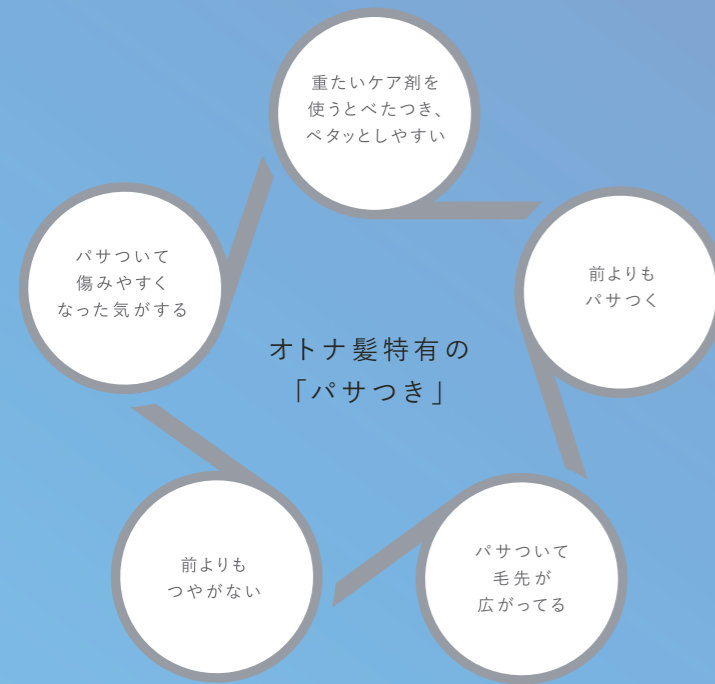 重たいケア剤を
使うとべたつき、
ペタッとしやすい
前よりも
パサつく
パサついて
毛先が
広がってる
前よりも
つやがない
パサついて
傷みやすく
なった気がする
オトナ髪特有の
「パサつき」